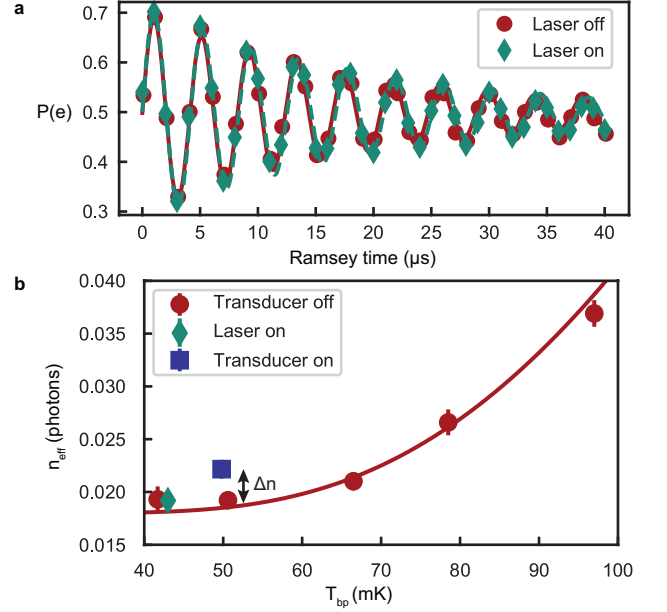 a
0.7
0.6
0.5
0.4
0.3
P(e)
Laser off
Laser on
0 5 10 15 20 25 30 35 40
Ramsey time (μs)
b
0.040
0.035
0.030
0.025
0.020
0.015
n_eff (photons)
Transducer off
Laser on
Transducer on
Δn
40 50 60 70 80 90 100
T_bp (mK)